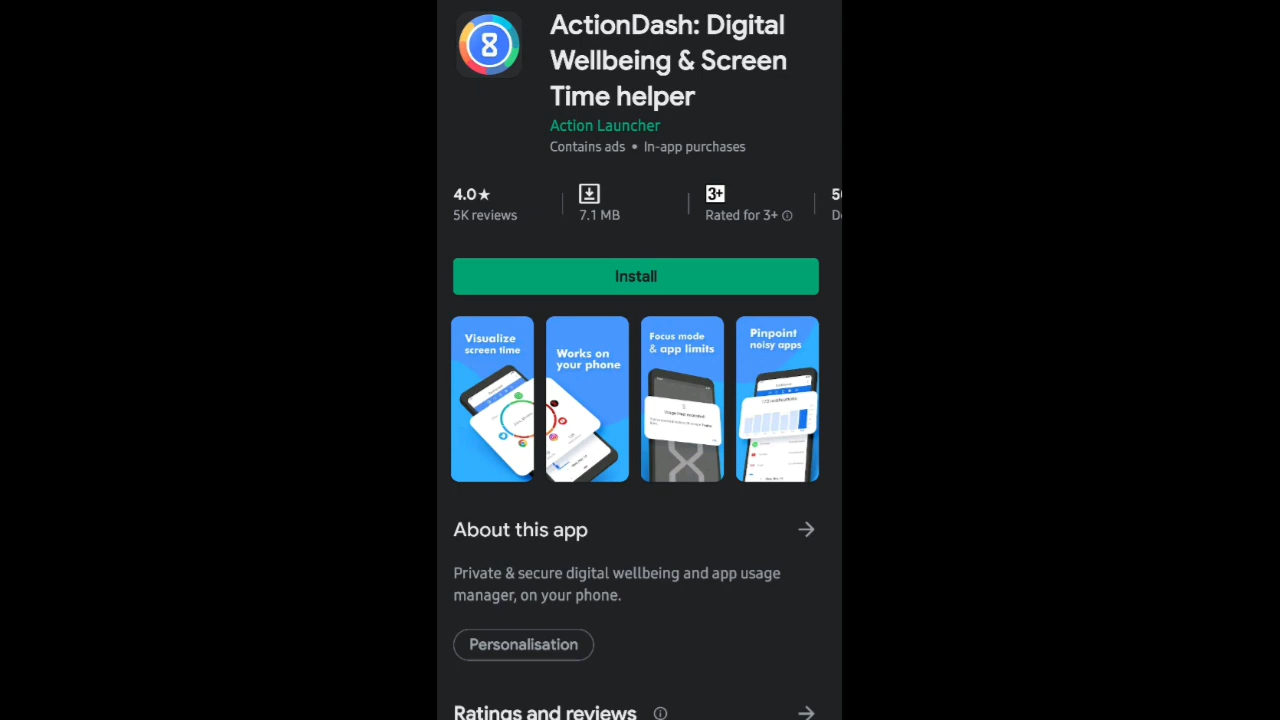 ActionDash: Digital
Wellbeing & Screen
Time helper
Action Launcher
Contains ads • In-app purchases
4.0★
5K reviews
7.1 MB
3+
Rated for 3+
Install
Visualize
screen time
Works on
your phone
Focus mode
& app limits
Pinpoint
noisy apps
About this app
Private & secure digital wellbeing and app usage
manager, on your phone.
Personalisation
Ratings and reviews